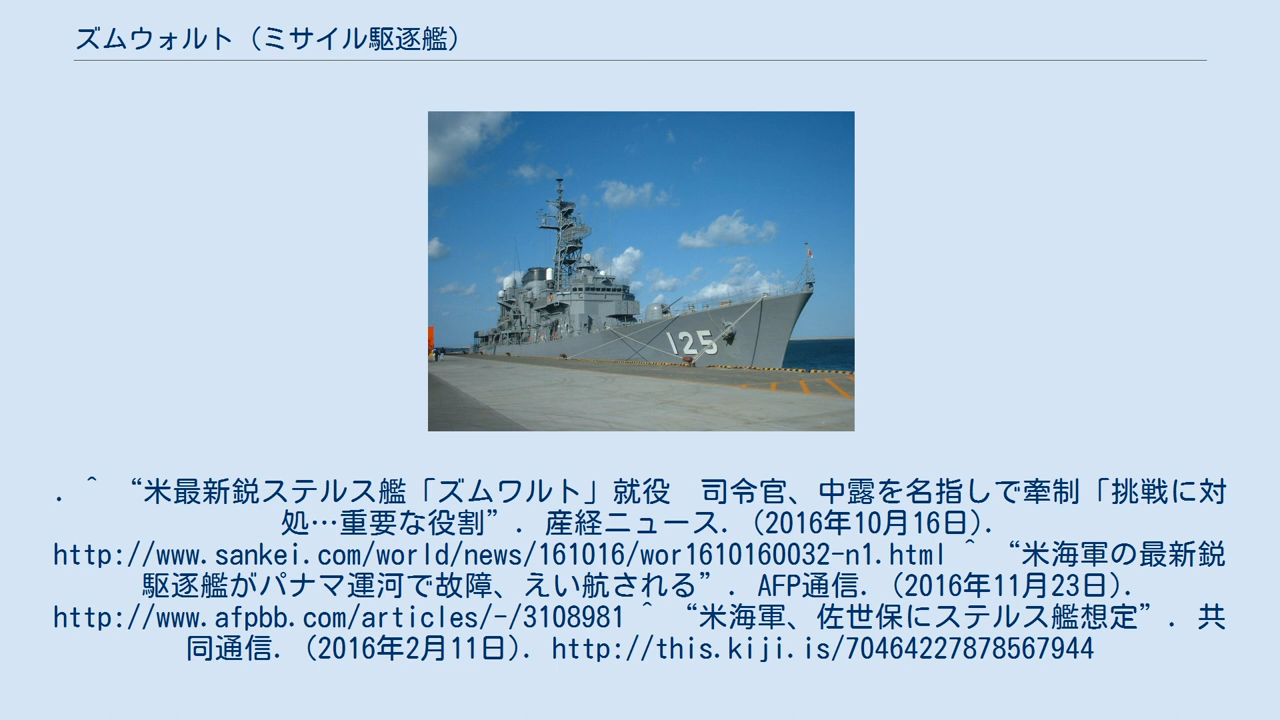 ズムウォルト（ミサイル駆逐艦）
125
. ^ “米最新鋭ステルス艦「ズムワルト」就役　司令官、中露を名指しで牽制「挑戦に対
処…重要な役割”. 産経ニュース. (2016年10月16日).
http://www.sankei.com/world/news/161016/wor1610160032-n1.html ^ “米海軍の最新鋭
駆逐艦がパナマ運河で故障、えい航される”. AFP通信. (2016年11月23日).
http://www.afpbb.com/articles/-/3108981 ^ “米海軍、佐世保にステルス艦想定”. 共
同通信. (2016年2月11日). http://this.kiji.is/70464227878567944